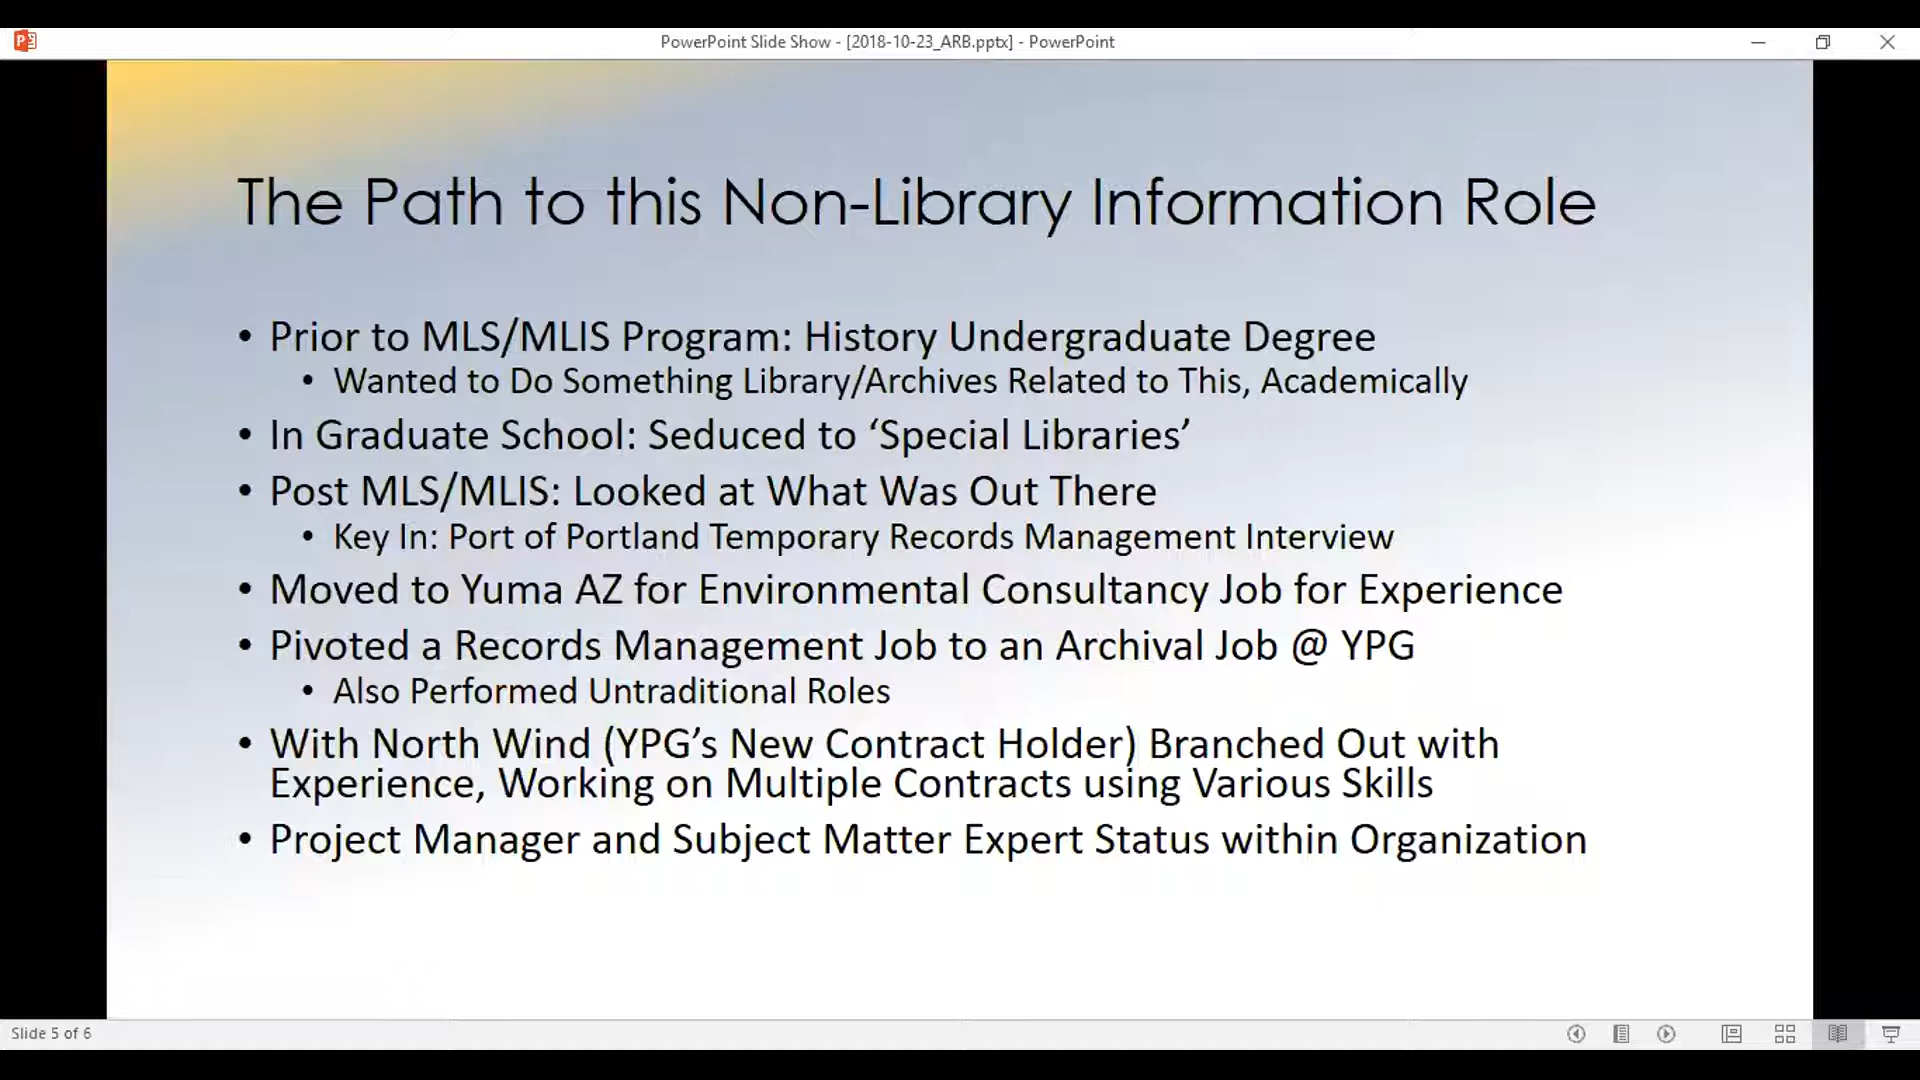 PowerPoint Slide Show - [2018-10-23_ARB.pptx] - PowerPoint
The Path to this Non-Library Information Role
• Prior to MLS/MLIS Program: History Undergraduate Degree
• Wanted to Do Something Library/Archives Related to This, Academically
• In Graduate School: Seduced to ‘Special Libraries’
• Post MLS/MLIS: Looked at What Was Out There
• Key In: Port of Portland Temporary Records Management Interview
• Moved to Yuma AZ for Environmental Consultancy Job for Experience
• Pivoted a Records Management Job to an Archival Job @ YPG
• Also Performed Untraditional Roles
• With North Wind (YPG’s New Contract Holder) Branched Out with
Experience, Working on Multiple Contracts using Various Skills
• Project Manager and Subject Matter Expert Status within Organization
Slide 5 of 6